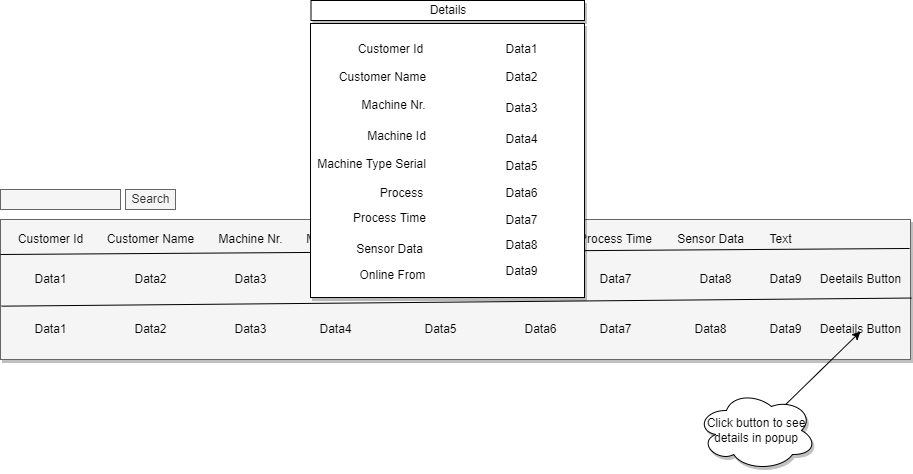 Details
Customer Id Data1
Customer Name Data2
Machine Nr. Data3
Machine Id Data4
Machine Type Serial Data5
Process Data6
Process Time Data7
Sensor Data Data8
Online From Data9
Search
Customer Id Customer Name Machine Nr. Process Time Sensor Data Text
Data1 Data2 Data3 Data7 Data8 Data9 Deetails Button
Data1 Data2 Data3 Data4 Data5 Data6 Data7 Data8 Data9 Deetails Button
Click button to see
details in popup